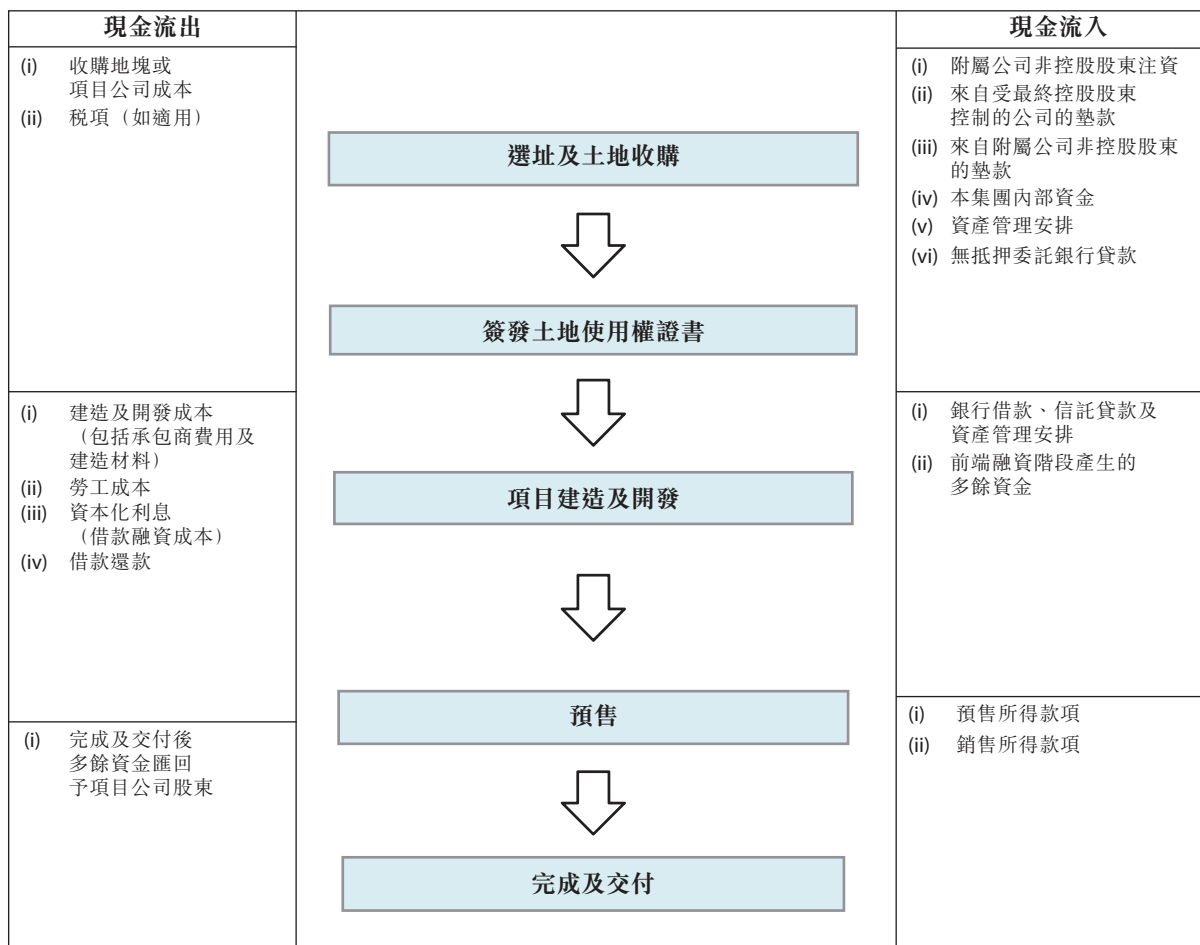 現金流出
(i) 收購地塊或
項目公司成本
(ii) 税項（如適用）
(i) 建造及開發成本
（包括承包商費用及
建造材料）
(ii) 勞工成本
(iii) 資本化利息
（借款融資成本）
(iv) 借款還款
(i) 完成及交付後
多餘資金匯回
予項目公司股東
選址及土地收購
簽發土地使用權證書
項目建造及開發
預售
完成及交付
現金流入
(i) 附屬公司非控股股東注資
(ii) 來自受最終控股股東
控制的公司的墊款
(iii) 來自附屬公司非控股股東
的墊款
(iv) 本集團內部資金
(v) 資產管理安排
(vi) 無抵押委託銀行貸款
(i) 銀行借款、信託貸款及
資產管理安排
(ii) 前端融資階段產生的
多餘資金
(i) 預售所得款項
(ii) 銷售所得款項